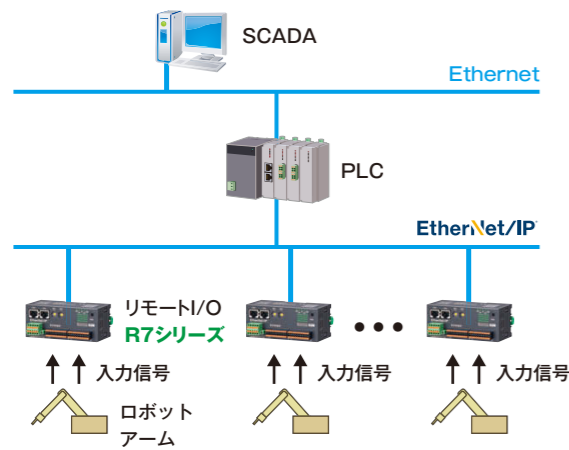 SCADA
Ethernet
PLC
EtherNet/IP
リモートI/O
R7シリーズ
入力信号
入力信号
入力信号
ロボット
アーム